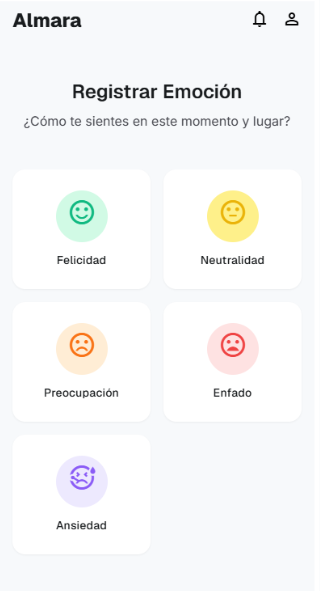 Almara
Registrar Emoción
¿Cómo te sientes en este momento y lugar?
Felicidad
Neutralidad
Preocupación
Enfado
Ansiedad